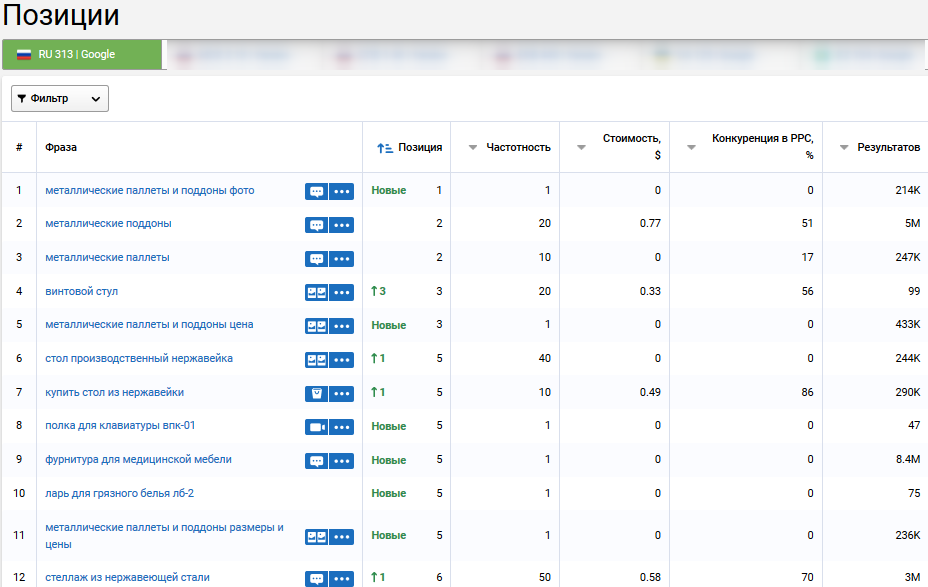 Позиции
RU 313 | Google
Фильтр
# Фраза Позиция Частотность Стоимость, $ Конкуренция в PPC, % Результатов
1 металлические паллеты и поддоны фото Новые 1 1 0 0 214K
2 металлические поддоны 2 20 0.77 51 5M
3 металлические паллеты 2 10 0 17 247K
4 винтовой стул 3 3 20 0.33 56 99
5 металлические паллеты и поддоны цена Новые 3 1 0 0 433K
6 стол производственный нержавейка 1 5 40 0 0 244K
7 купить стол из нержавейки 1 5 10 0.49 86 290K
8 полка для клавиатуры впк-01 Новые 5 1 0 0 47
9 фурнитура для медицинской мебели Новые 5 1 0 0 8.4M
10 ларь для грязного белья лб-2 Новые 5 1 0 0 75
11 металлические паллеты и поддоны размеры и цены Новые 5 1 0 0 236K
12 стеллаж из нержавеющей стали 1 6 50 0.58 70 3M